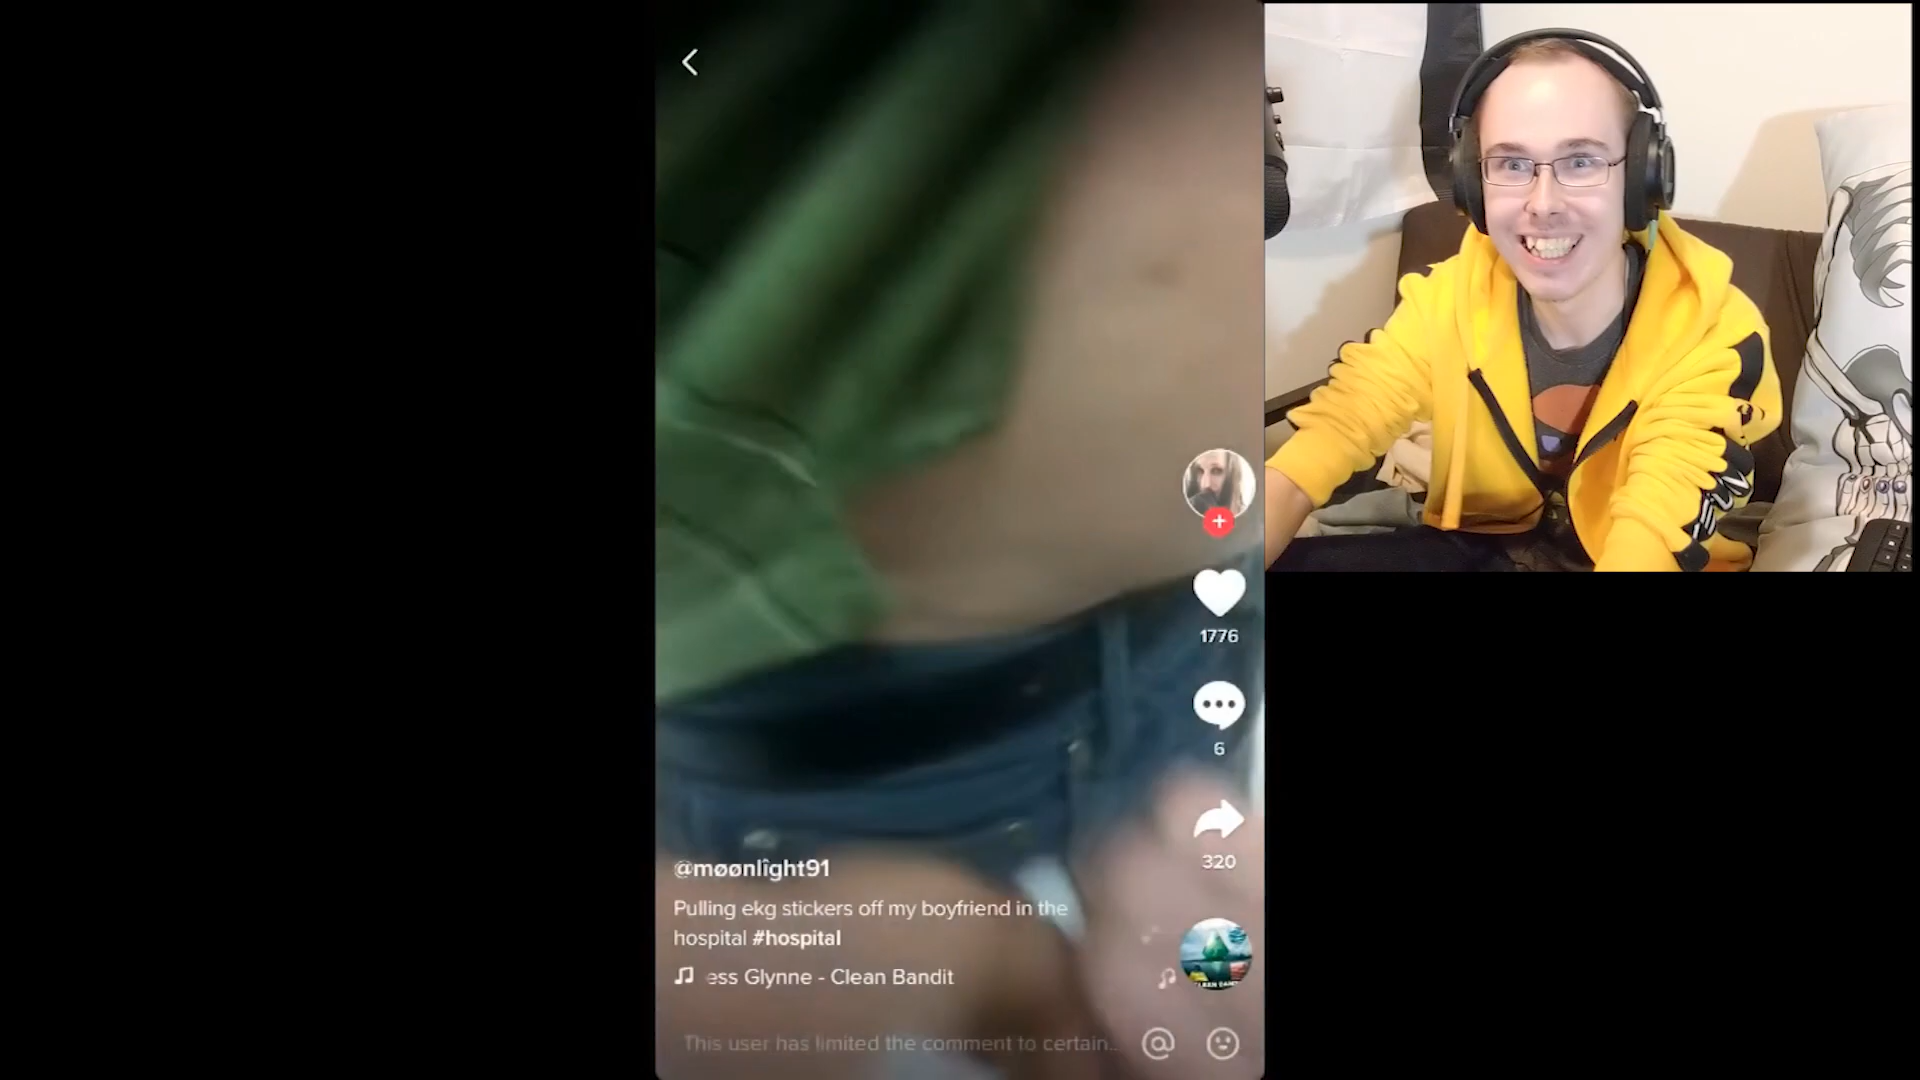 1776
6
320
@møønlîght91
Pulling ekg stickers off my boyfriend in the
hospital #hospital
ess Glynne - Clean Bandit
This user has limited the comment to certain...